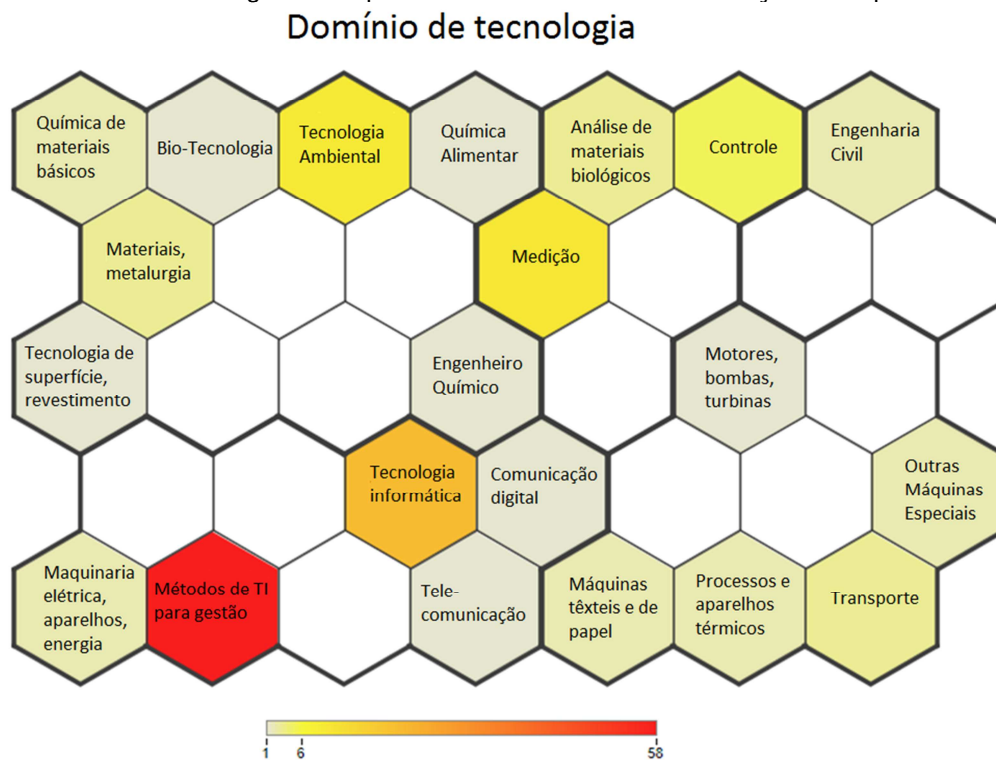 Domínio de tecnologia
Química de
materiais
básicos
Bio-Tecnologia
Tecnologia
Ambiental
Química
Alimentar
Análise de
materiais
biológicos
Controle
Engenharia
Civil
Materiais,
metalurgia
Medição
Tecnologia de
superfície,
revestimento
Engenheiro
Químico
Motores,
bombas,
turbinas
Tecnologia
informática
Comunicação
digital
Outras
Máquinas
Especiais
Maquinaria
elétrica,
aparelhos,
energia
Métodos de TI
para gestão
Tele-
comunicação
Máquinas
têxteis e de
papel
Processos e
aparelhos
térmicos
Transporte
1 6 58